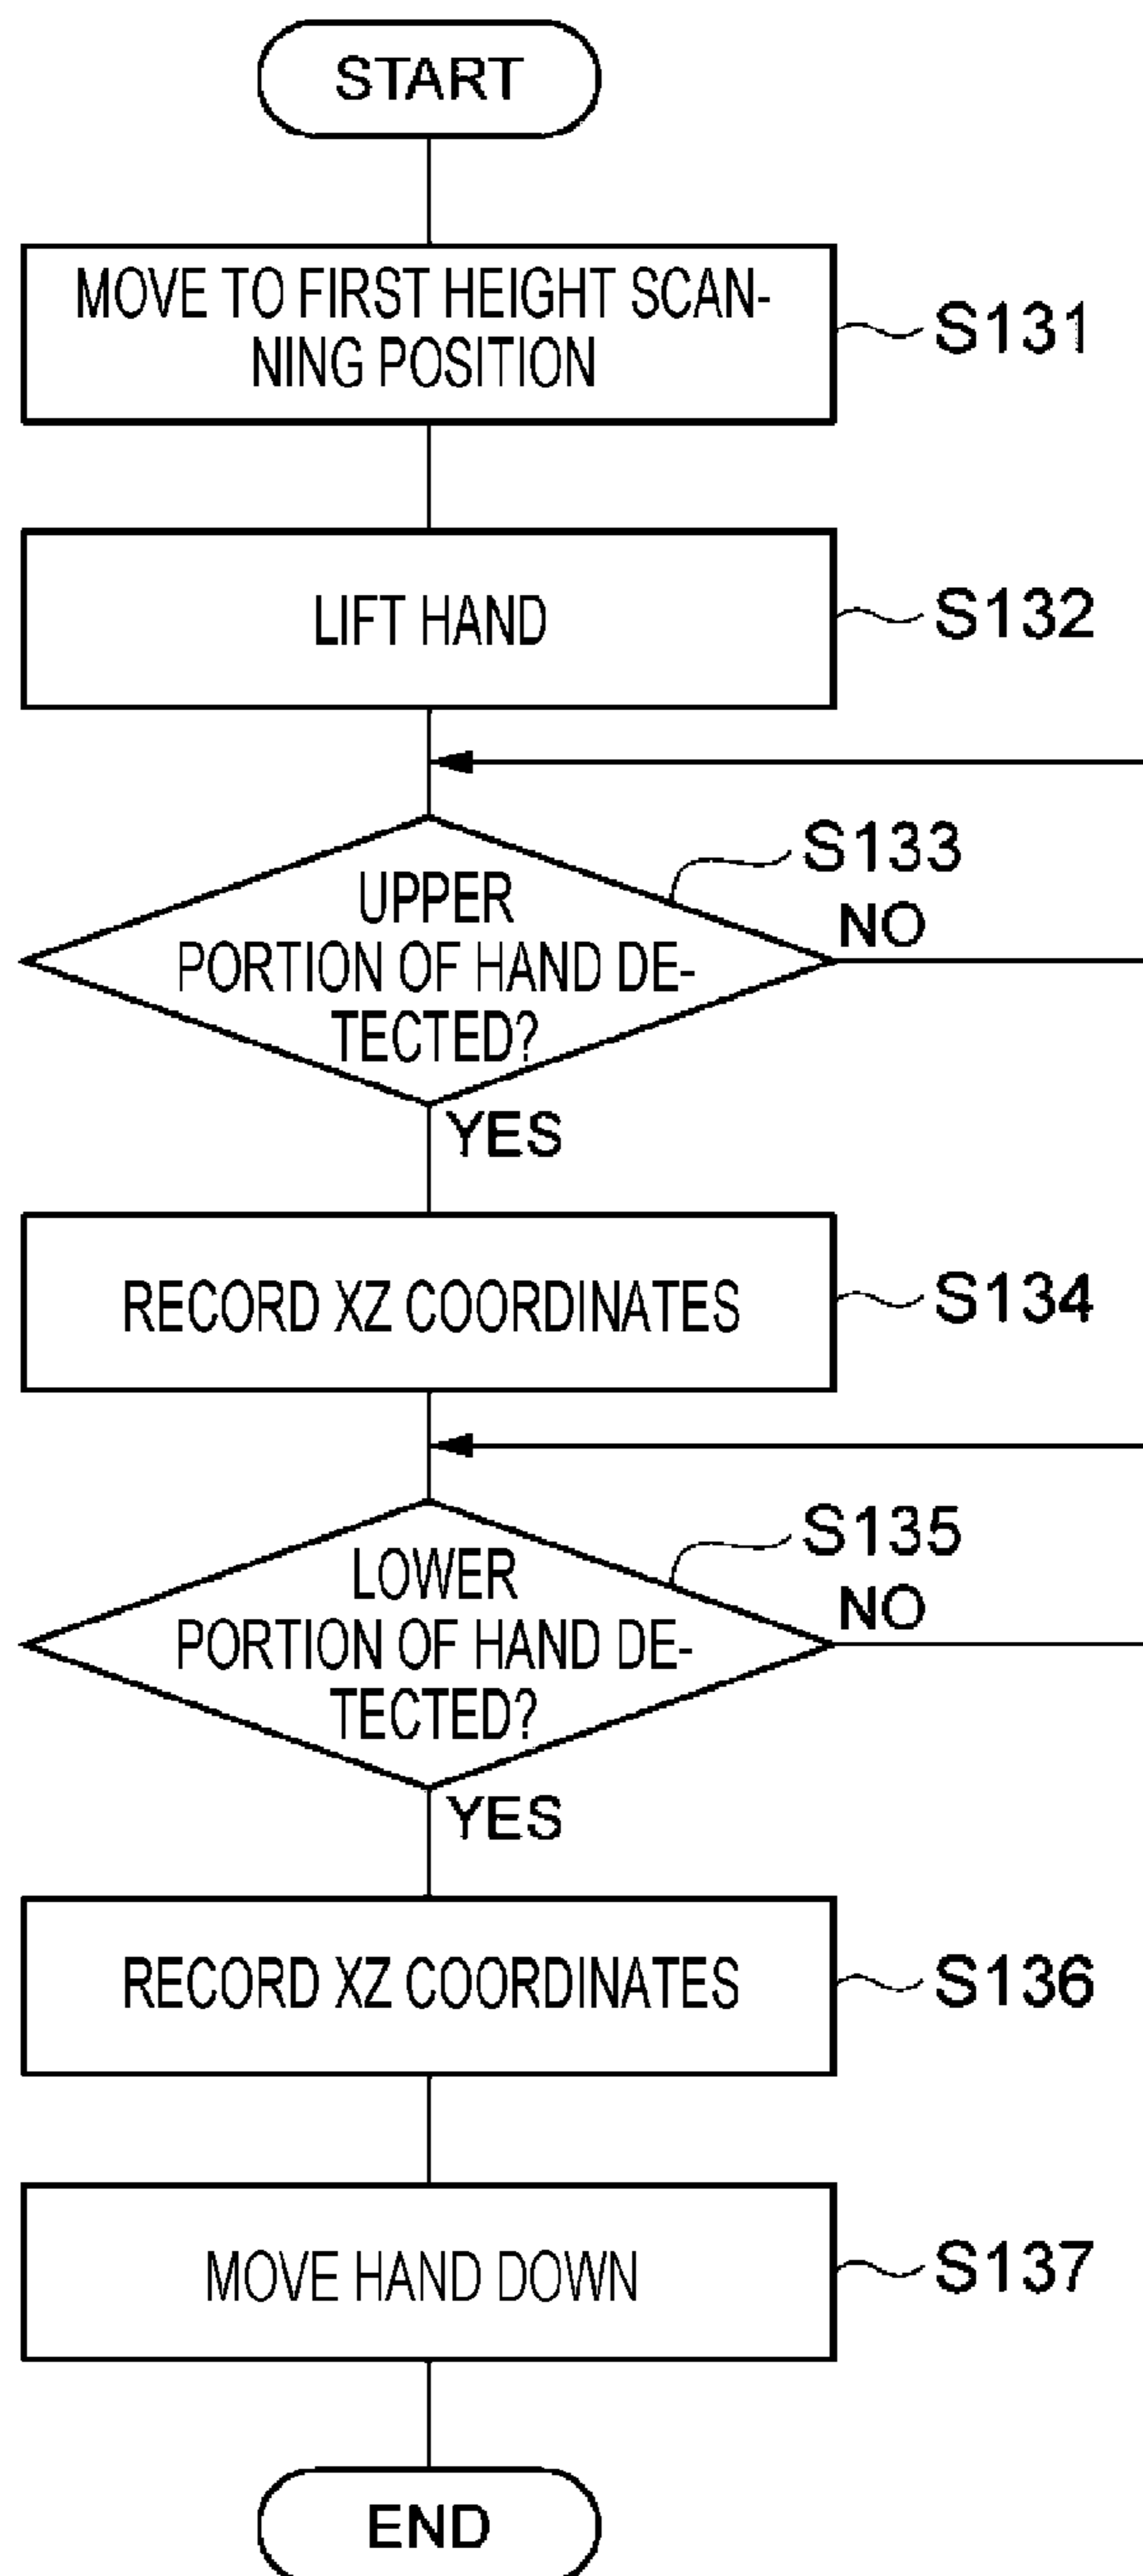 START
MOVE TO FIRST HEIGHT SCAN-
NING POSITION
S131
LIFT HAND
S132
S133
UPPER
PORTION OF HAND DE-
TECTED?
NO
YES
RECORD XZ COORDINATES
S134
S135
LOWER
PORTION OF HAND DE-
TECTED?
NO
YES
RECORD XZ COORDINATES
S136
MOVE HAND DOWN
S137
END